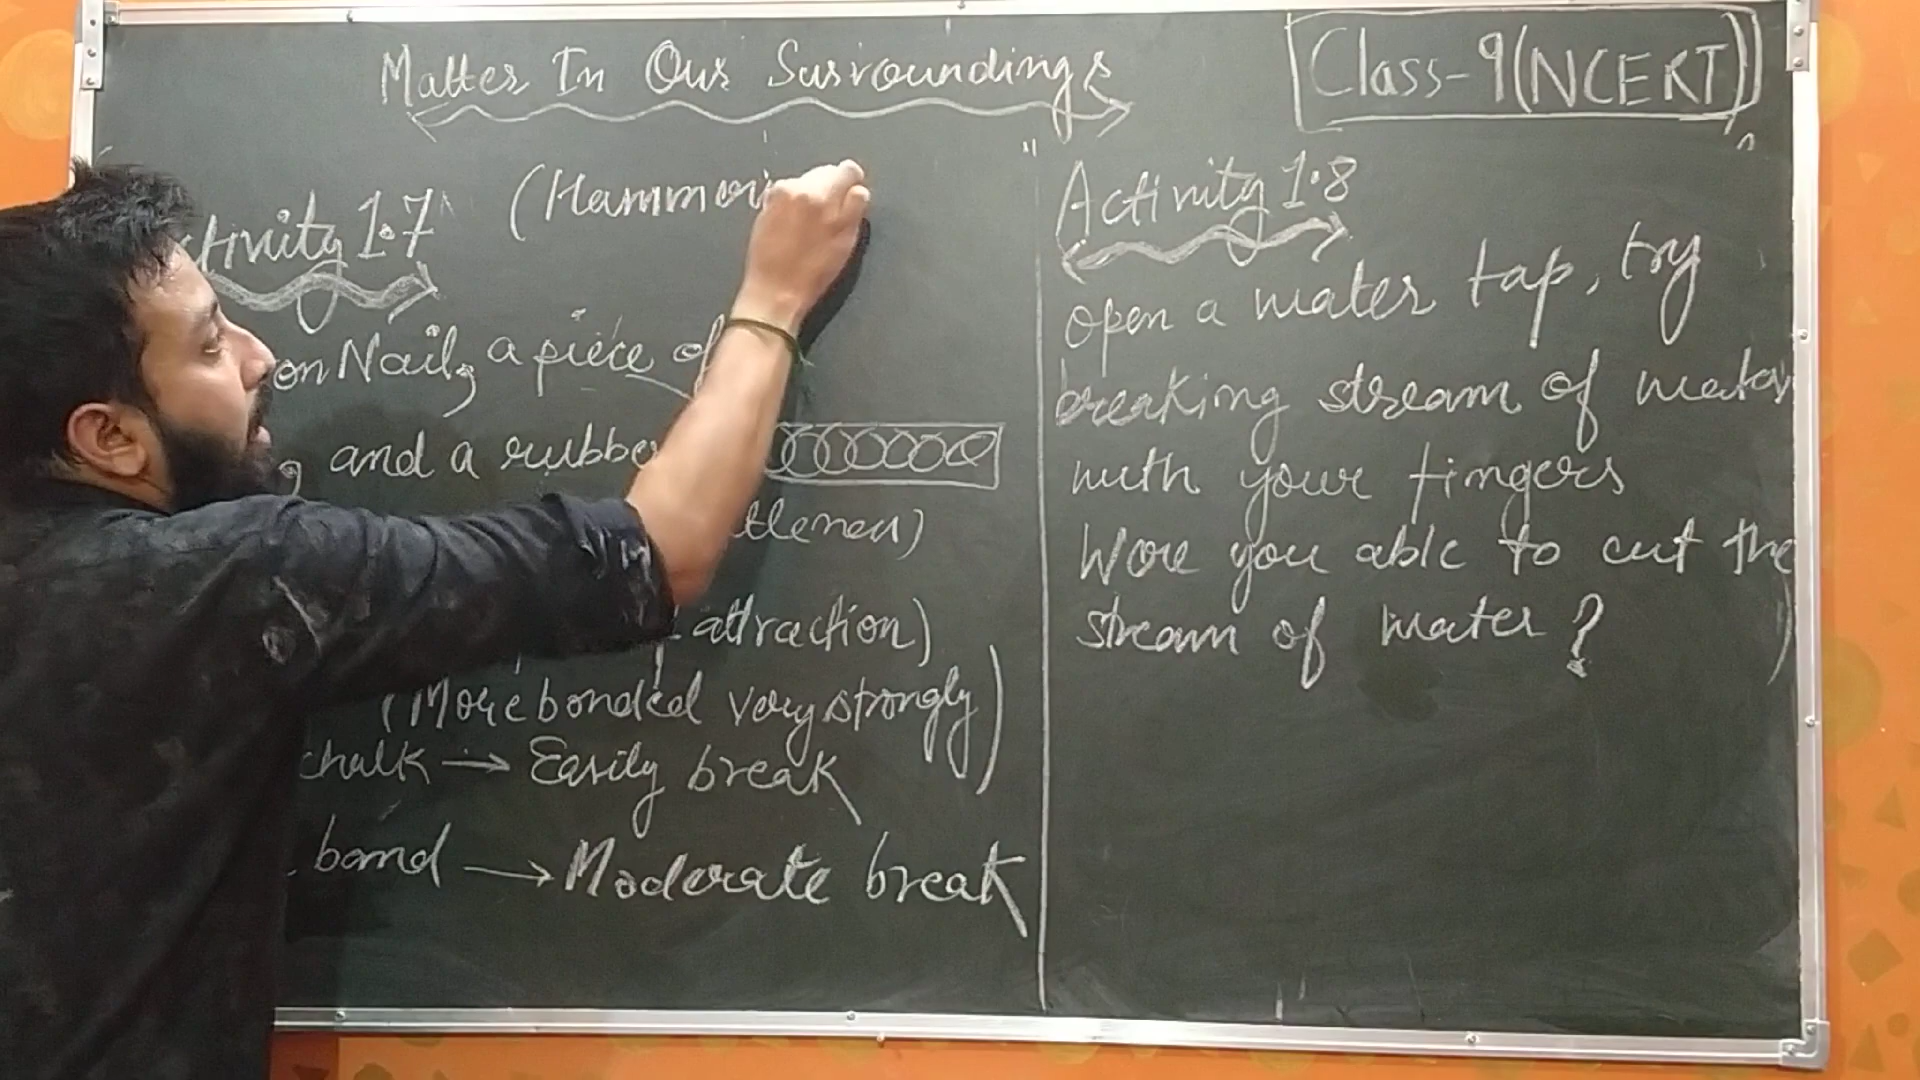 Matter In Our Surroundings
Class-9(NCERT)
Activity 1.7 (Hammeri
on Nail, a piece of
and a rubbe
ttleness)
attraction)
(More bonded very strongly)
chalk → Easily break
band → Moderate break
Activity 1.8
open a water tap, try
breaking stream of water
with your fingers
Were you able to cut the
stream of water?